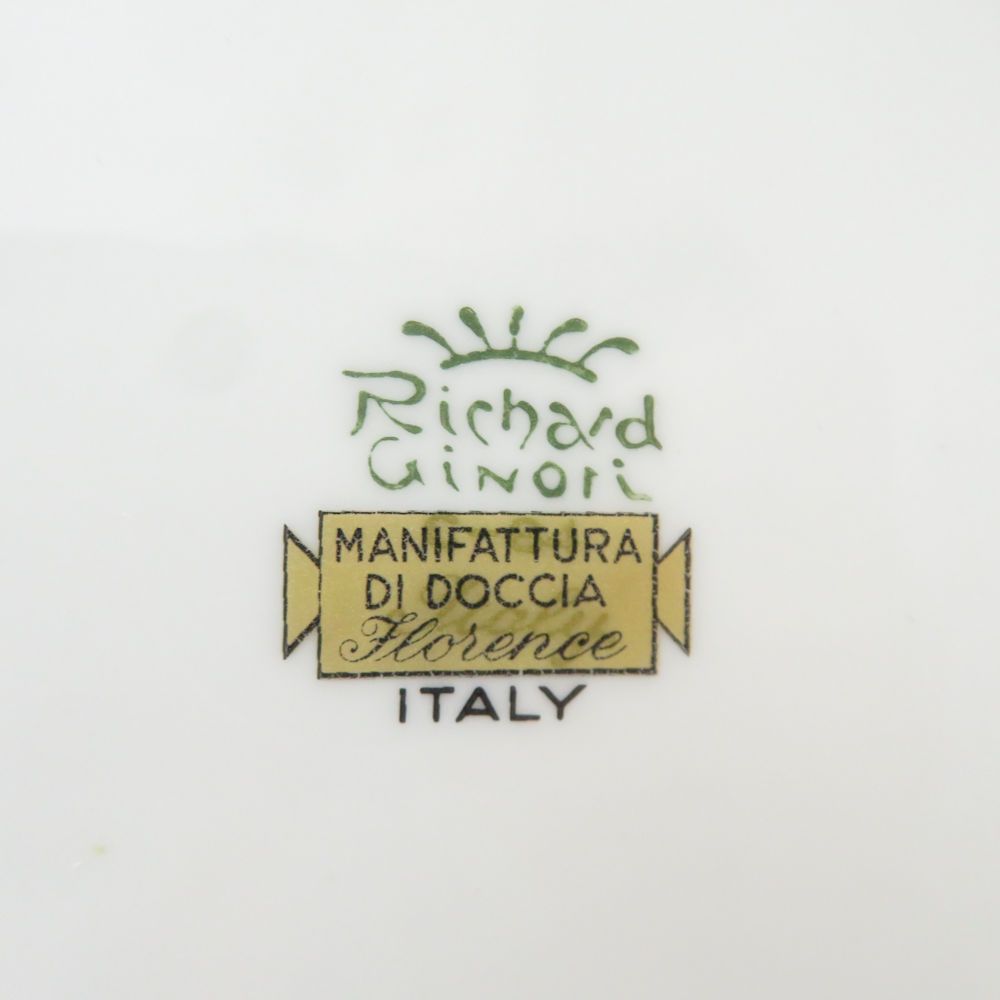 Richard
GINORI
MANIFATTURA
DI DOCCIA
Florence
ITALY